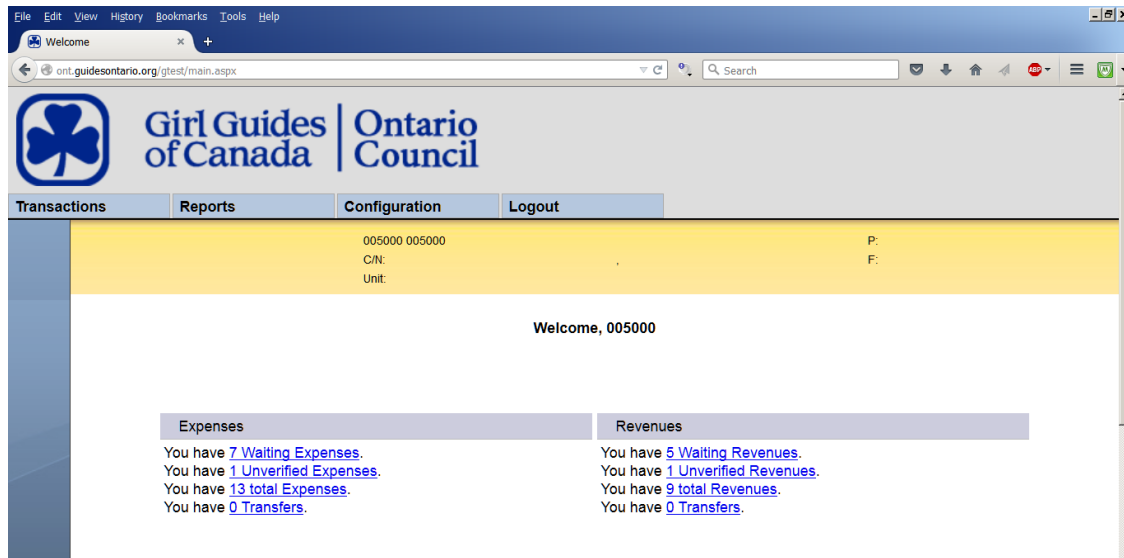 File Edit View History Bookmarks Tools Help
Welcome × +
ont.guidesontario.org/gtest/main.aspx Search ABP
Girl Guides of Canada
Ontario Council
Transactions Reports Configuration Logout
005000 005000 P:
C/N: , F:
Unit:
Welcome, 005000
Expenses
You have 7 Waiting Expenses.
You have 1 Unverified Expenses.
You have 13 total Expenses.
You have 0 Transfers.
Revenues
You have 5 Waiting Revenues.
You have 1 Unverified Revenues.
You have 9 total Revenues.
You have 0 Transfers.